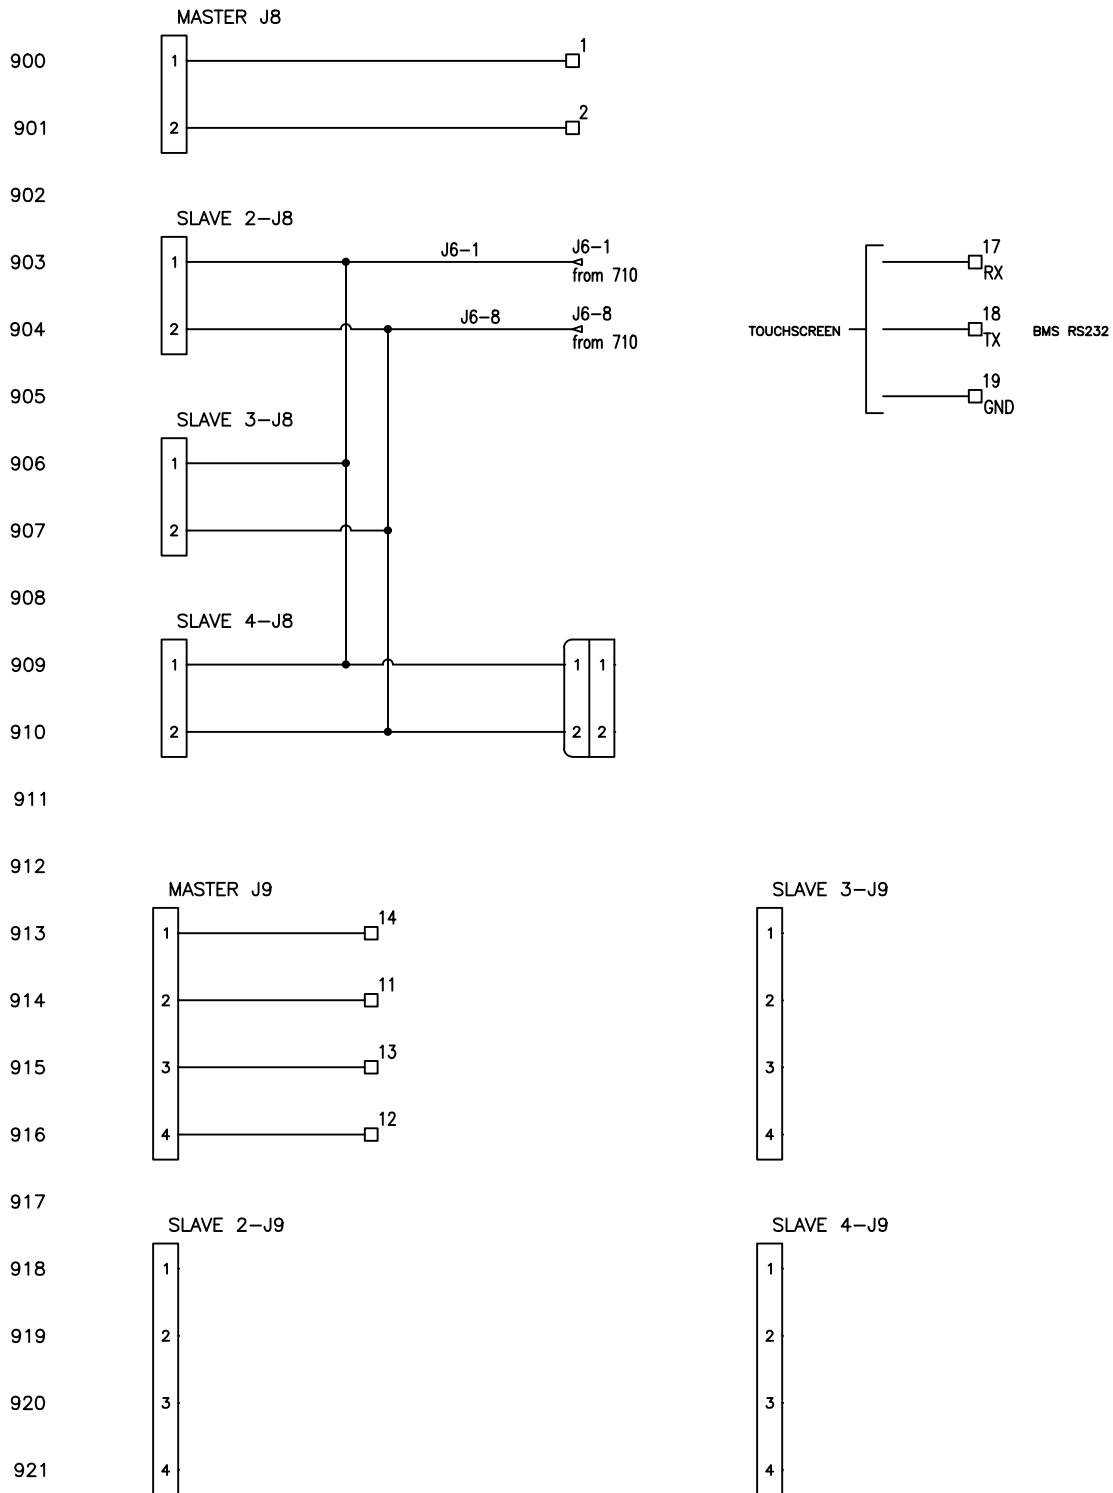 MASTER J8
900 1 1
901 2 2
902
SLAVE 2-J8
903 1 J6-1 J6-1 17
from 710 RX
904 2 J6-8 J6-8 18
from 710 TOUCHSCREEN TX BMS RS232
905 19
GND
SLAVE 3-J8
906 1
907 2
908
SLAVE 4-J8
909 1 1 1
910 2 2 2
911
912
MASTER J9 SLAVE 3-J9
913 1 14 1
914 2 11 2
915 3 13 3
916 4 12 4
917
SLAVE 2-J9 SLAVE 4-J9
918 1 1
919 2 2
920 3 3
921 4 4